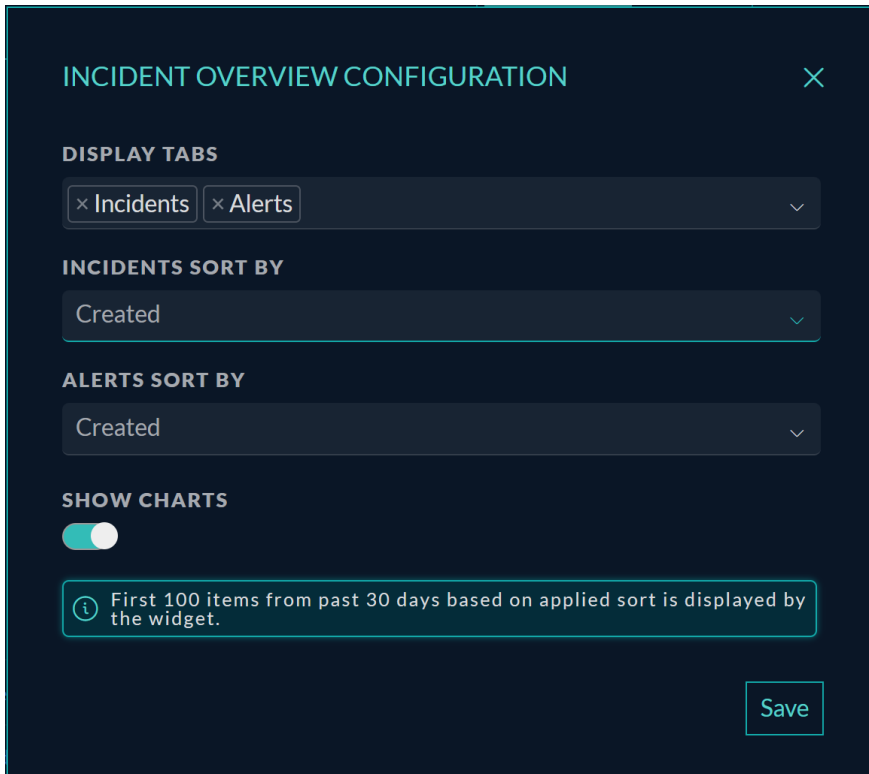 INCIDENT OVERVIEW CONFIGURATION
DISPLAY TABS
× Incidents × Alerts
INCIDENTS SORT BY
Created
ALERTS SORT BY
Created
SHOW CHARTS
First 100 items from past 30 days based on applied sort is displayed by
the widget.
Save